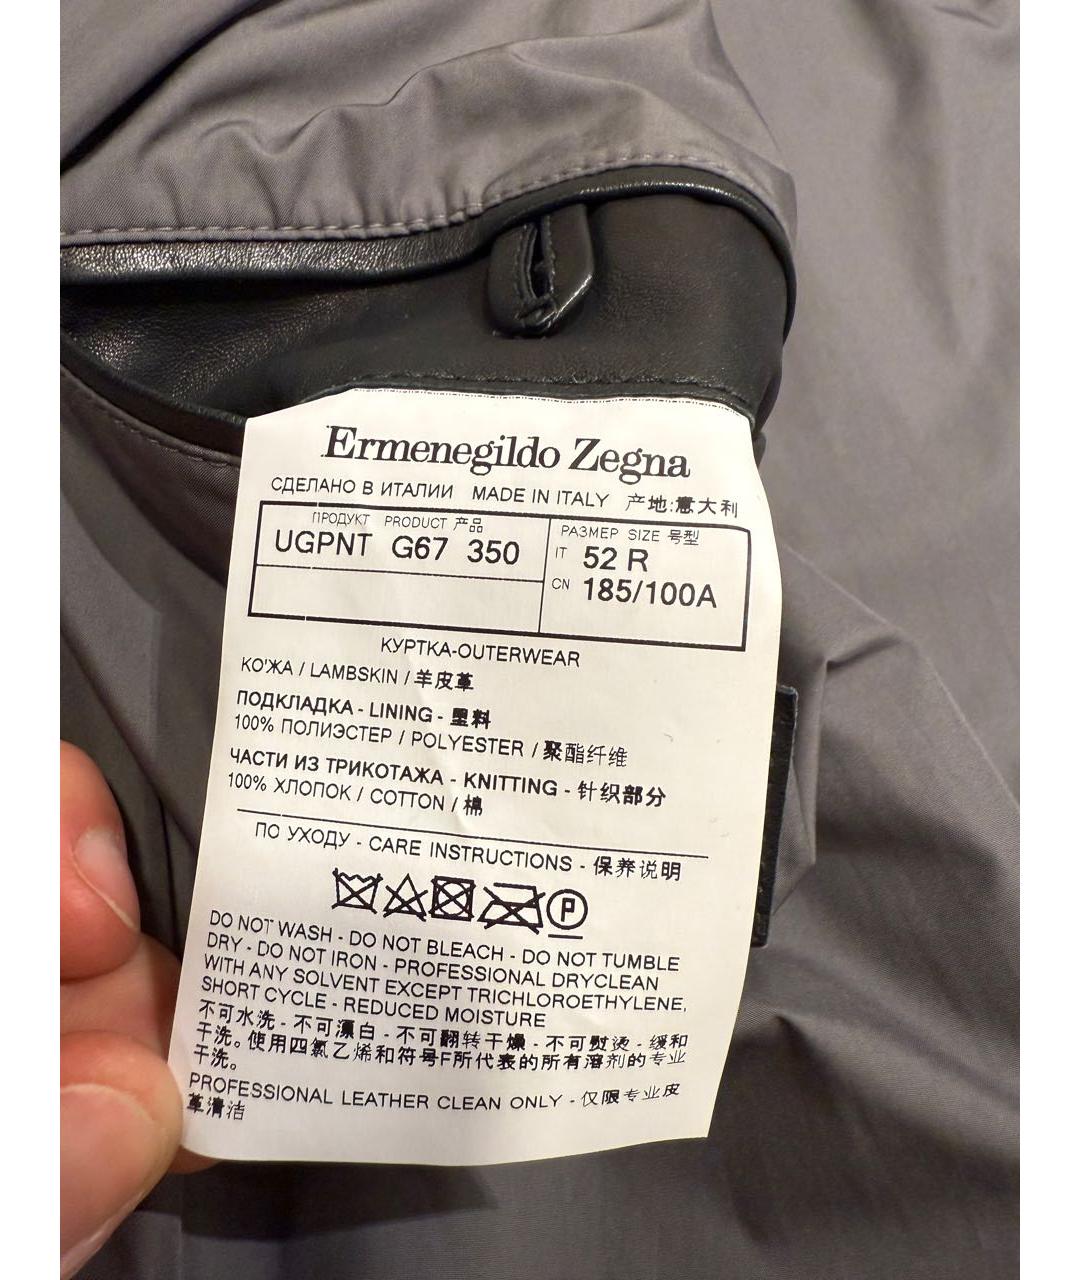 Ermenegildo Zegna
СДЕЛАНО В ИТАЛИИ MADE IN ITALY 产地:意大利
ПРОДУКТ PRODUCT 产品
UGPNT G67 350
РАЗМЕР SIZE 号型
IT 52 R
CN 185/100A
КУРТКА-OUTERWEAR
КО'ЖА / LAMBSKIN / 羊皮革
ПОДКЛАДКА - LINING - 里料
100% ПОЛИЭСТЕР / POLYESTER / 聚酯纤维
ЧАСТИ ИЗ ТРИКОТАЖА - KNITTING - 针织部分
100% ХЛОПОК / COTTON / 棉
ПО УХОДУ - CARE INSTRUCTIONS - 保养说明
P
DO NOT WASH - DO NOT BLEACH - DO NOT TUMBLE
DRY - DO NOT IRON - PROFESSIONAL DRYCLEAN
WITH ANY SOLVENT EXCEPT TRICHLOROETHYLENE,
SHORT CYCLE - REDUCED MOISTURE
不可水洗 - 不可漂白 - 不可翻转干燥 - 不可熨烫 - 缓和
干洗。使用四氯乙烯和符号F所代表的所有溶剂的专业
干洗。
PROFESSIONAL LEATHER CLEAN ONLY - 仅限专业皮
革清洁